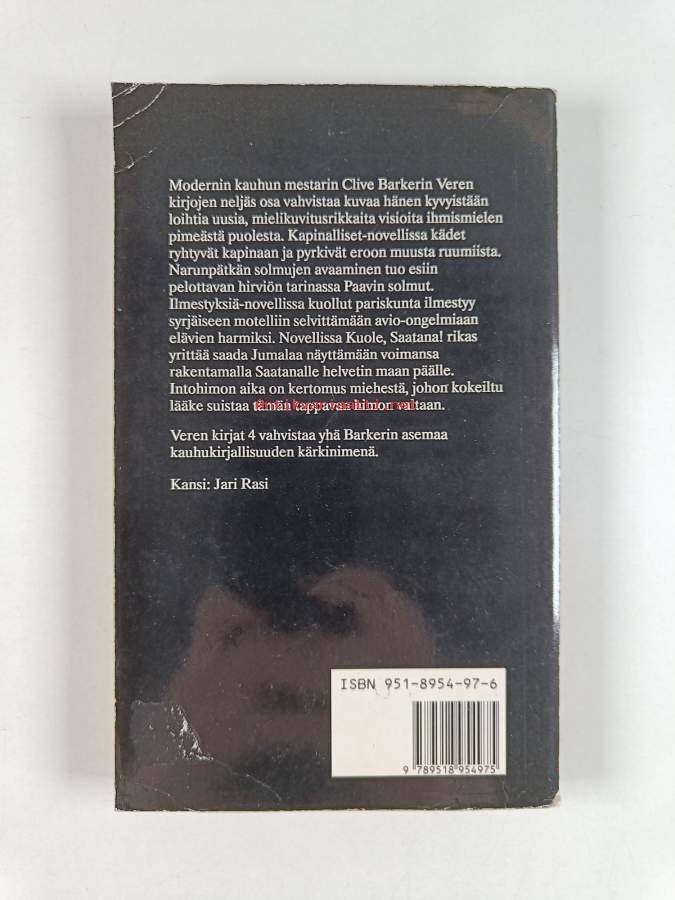 Modernin kauhun mestarin Clive Barkerin Veren
kirjojen neljäs osa vahvistaa kuvaa hänen kyvyistään
loihtia uusia, mielikuvitusrikkaita visioita ihmismielen
pimeästä puolesta. Kapinalliset-novellissa kädet
ryhtyvät kapinaan ja pyrkivät eroon muusta ruumiista.
Narunpätkän solmujen avaaminen tuo esiin
pelottavan hirviön tarinassa Paavin solmut.
Ilmestyksiä-novellissa kuollut pariskunta ilmestyy
syrjäiseen motelliin selvittämään avio-ongelmiaan
elävien harmiksi. Novellissa Kuole, Saatana! rikas
yrittää saada Jumalaa näyttämään voimansa
rakentamalla Saatanalle helvetin maan päälle.
Intohimon aika on kertomus miehestä, johon kokeiltu
lääke suistaa tämän tappavan himon valtaan.
Veren kirjat 4 vahvistaa yhä Barkerin asemaa
kauhukirjallisuuden kärkinimenä.
Kansi: Jari Rasi
ISBN 951-8954-97-6
9 789518 954975